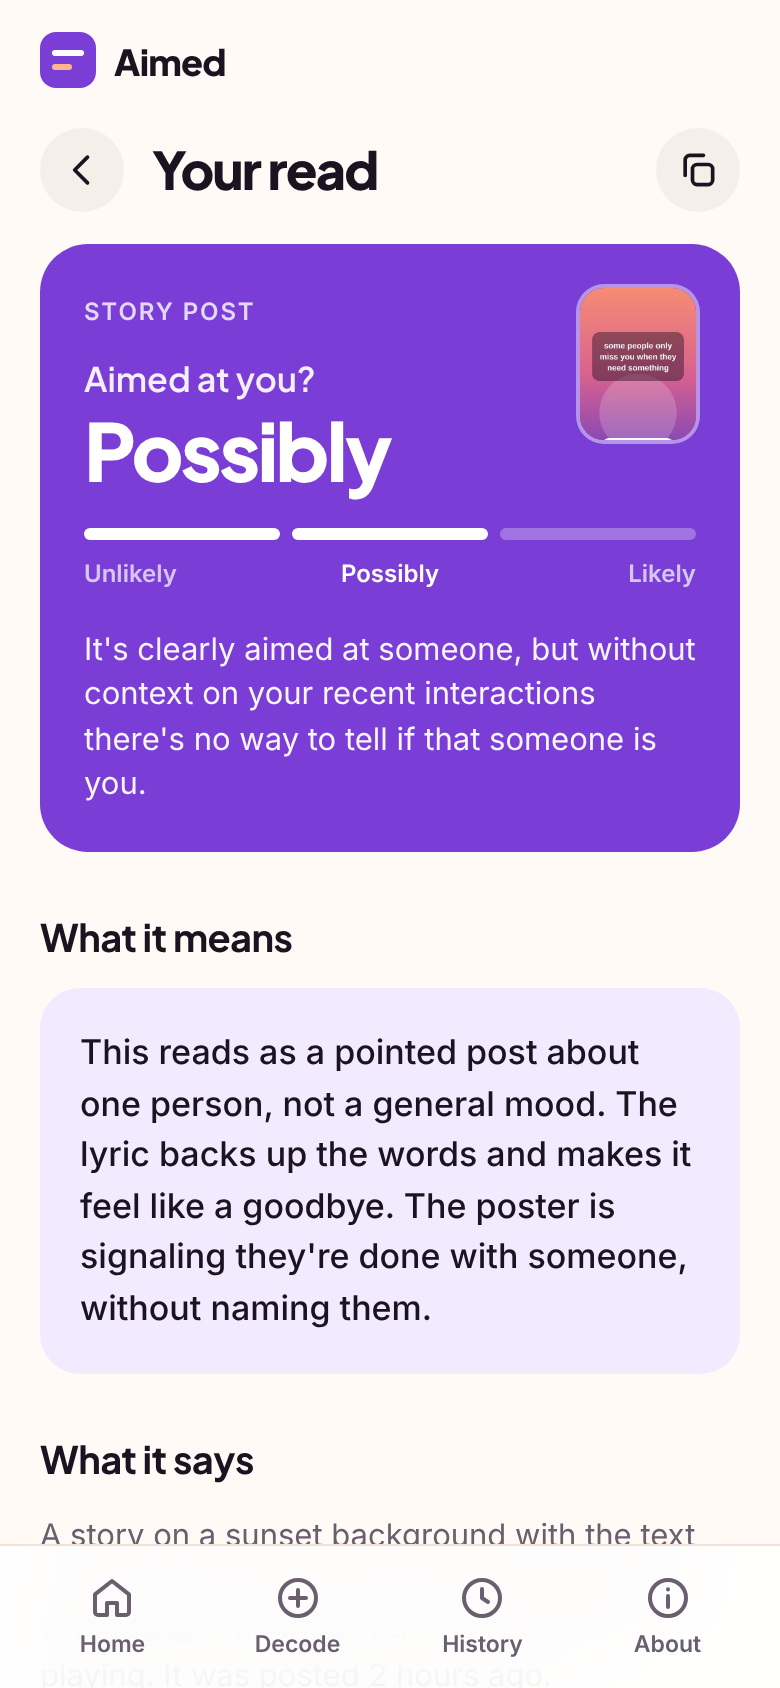 Aimed
Your read
STORY POST
some people only
miss you when they
need something
Aimed at you?
Possibly
Unlikely
Possibly
Likely
It's clearly aimed at someone, but without
context on your recent interactions
there's no way to tell if that someone is
you.
What it means
This reads as a pointed post about
one person, not a general mood. The
lyric backs up the words and makes it
feel like a goodbye. The poster is
signaling they're done with someone,
without naming them.
What it says
A story on a sunset background with the text
playing. It was posted 2 hours ago.
Home
Decode
History
About